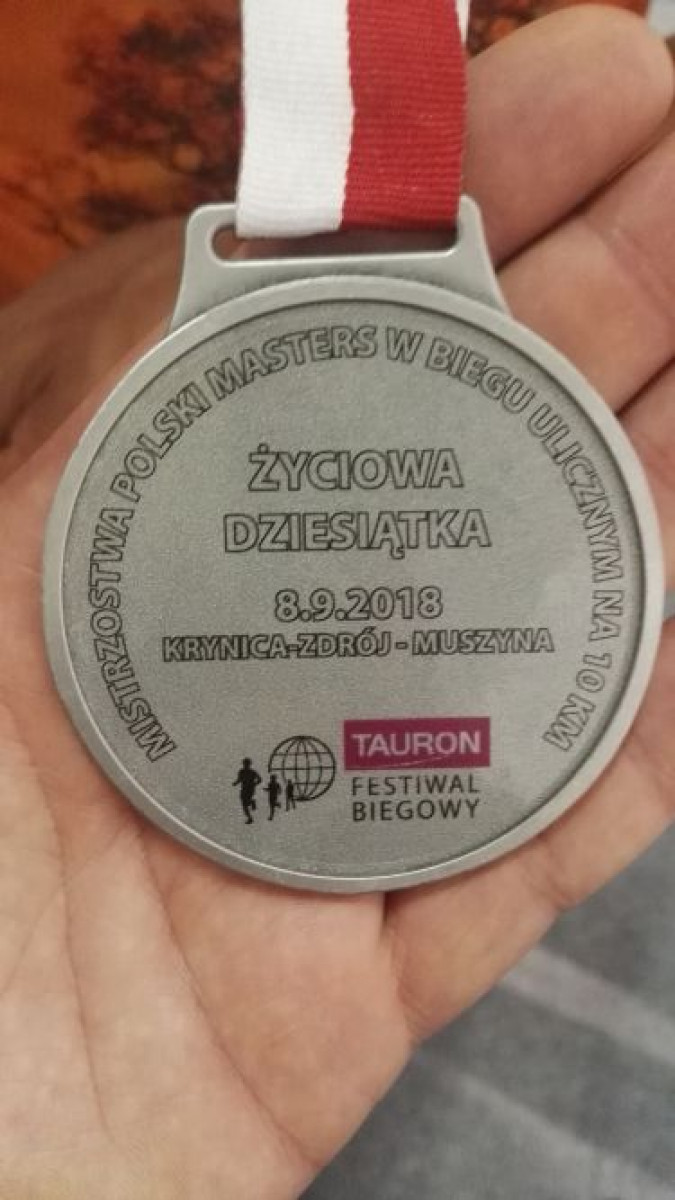 MISTRZOSTWA POLSKI MASTERS W BIEGU ULICZNYM NA 10 KM
ŻYCIOWA
DZIESIĄTKA
8.9.2018
KRYNICA-ZDRÓJ - MUSZYNA
TAURON
FESTIWAL
BIEGOWY